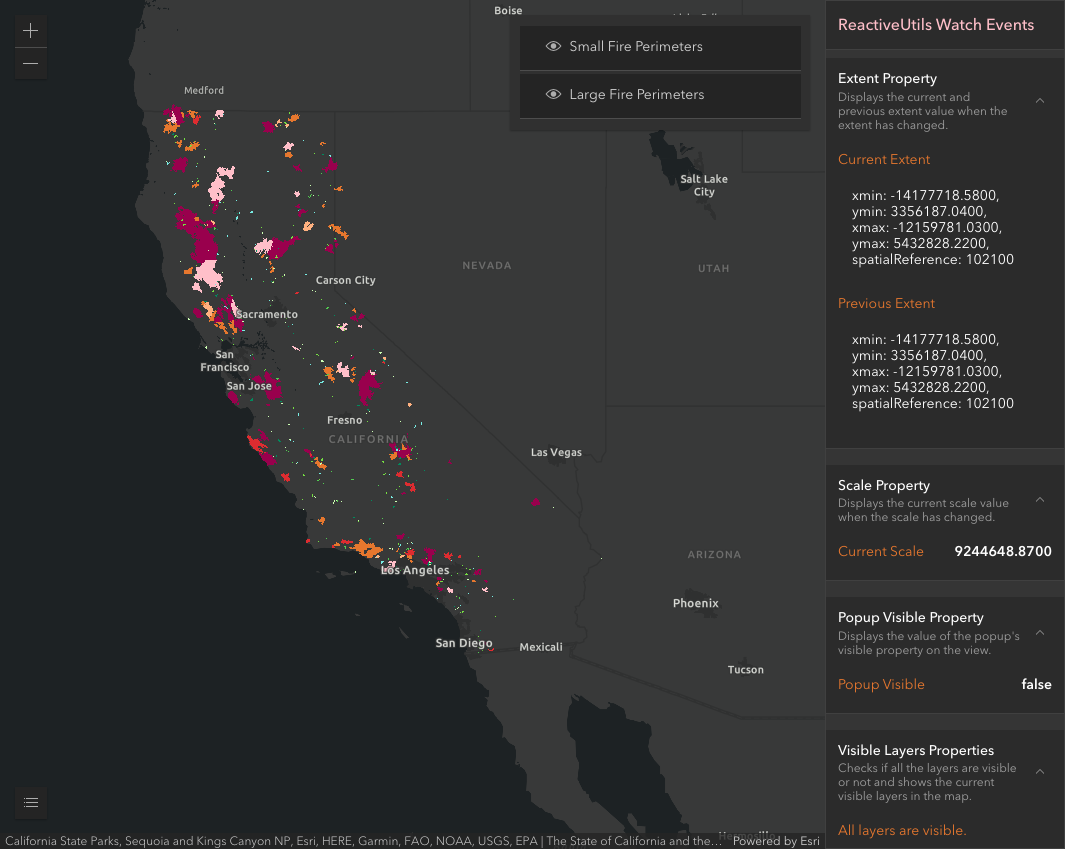 Boise
Small Fire Perimeters
Large Fire Perimeters
Medford
Salt Lake
City
NEVADA
UTAH
Carson City
Sacramento
San
Francisco
San Jose
Fresno
CALIFORNIA
Las Vegas
ARIZONA
Los Angeles
Phoenix
San Diego
Mexicali
Tucson
California State Parks, Sequoia and Kings Canyon NP, Esri, HERE, Garmin, FAO, NOAA, USGS, EPA | The State of California and the... Powered by Esri
ReactiveUtils Watch Events
Extent Property
Displays the current and
previous extent value when the
extent has changed.
Current Extent
xmin: -14177718.5800,
ymin: 3356187.0400,
xmax: -12159781.0300,
ymax: 5432828.2200,
spatialReference: 102100
Previous Extent
xmin: -14177718.5800,
ymin: 3356187.0400,
xmax: -12159781.0300,
ymax: 5432828.2200,
spatialReference: 102100
Scale Property
Displays the current scale value
when the scale has changed.
Current Scale 9244648.8700
Popup Visible Property
Displays the value of the popup's
visible property on the view.
Popup Visible false
Visible Layers Properties
Checks if all the layers are visible
or not and shows the current
visible layers in the map.
All layers are visible.